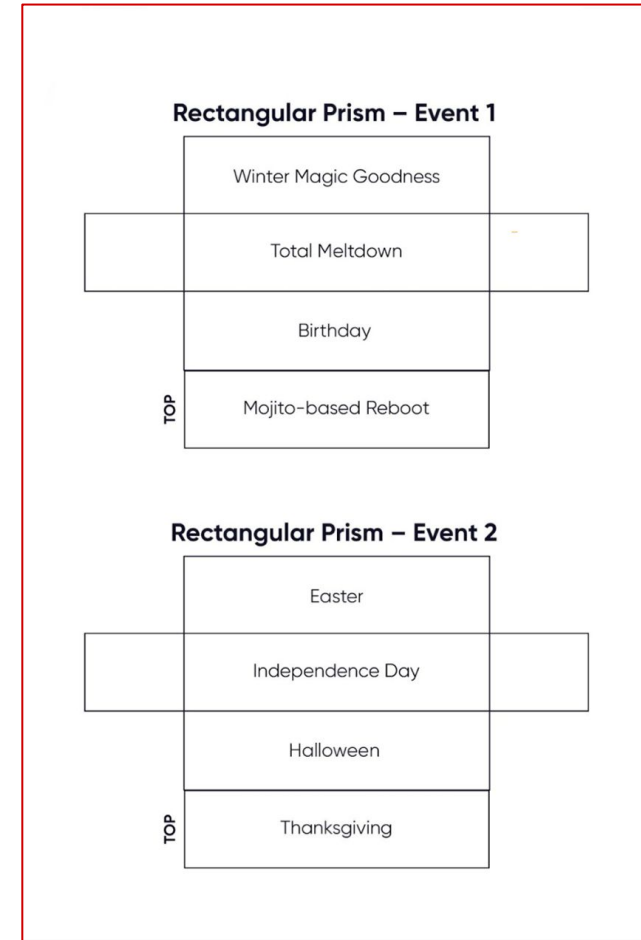 Rectangular Prism – Event 1
Winter Magic Goodness
Total Meltdown
Birthday
TOP
Mojito-based Reboot
Rectangular Prism – Event 2
Easter
Independence Day
Halloween
TOP
Thanksgiving